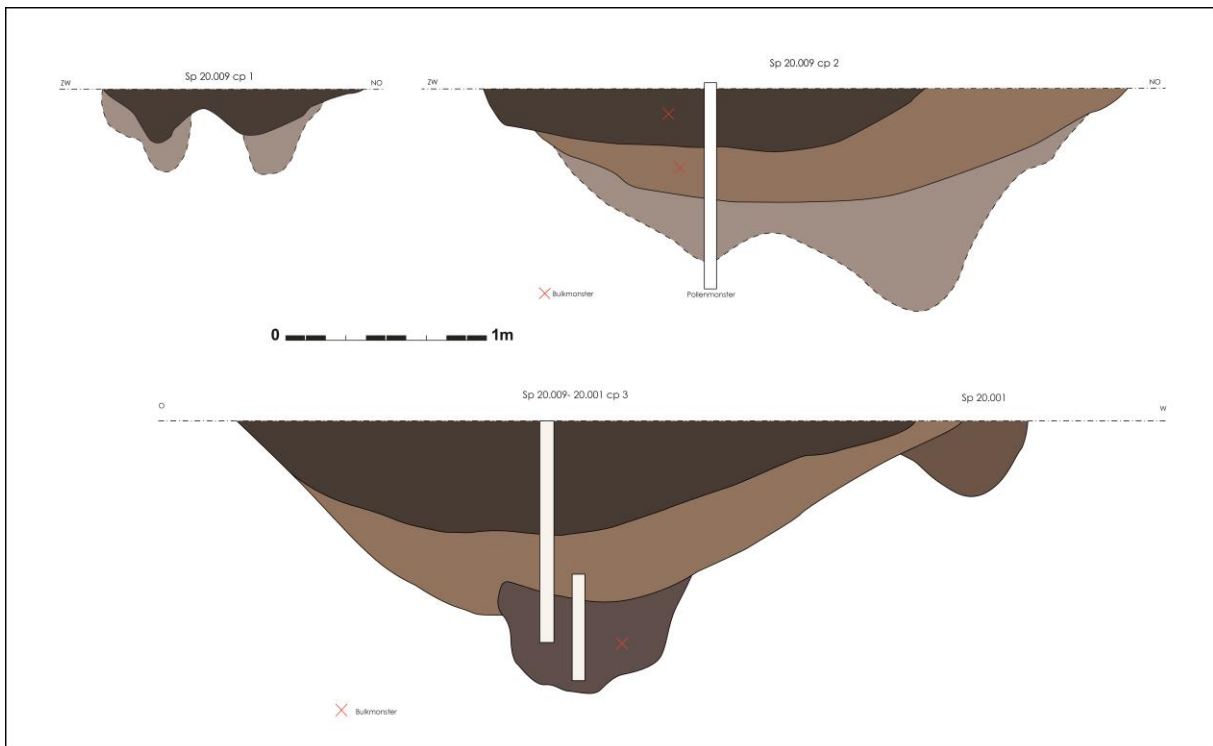 Sp 20.009 cp 1
ZW NO
Sp 20.009 cp 2
ZW NO
Bulkmonster
Pollenmonster
0 1m
Sp 20.009- 20.001 cp 3
Sp 20.001
O W
Bulkmonster